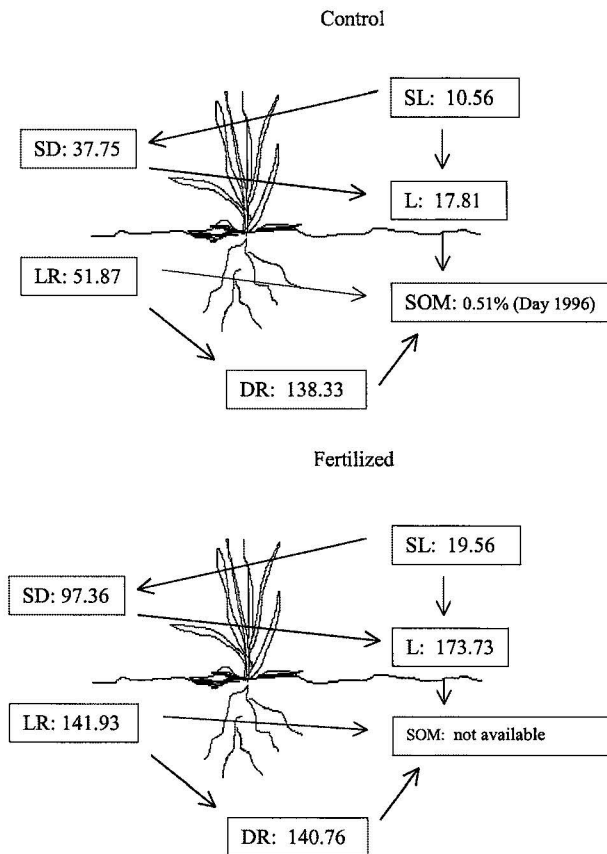 Control
SL: 10.56
SD: 37.75
L: 17.81
LR: 51.87
SOM: 0.51% (Day 1996)
DR: 138.33
Fertilized
SL: 19.56
SD: 97.36
L: 173.73
LR: 141.93
SOM: not available
DR: 140.76